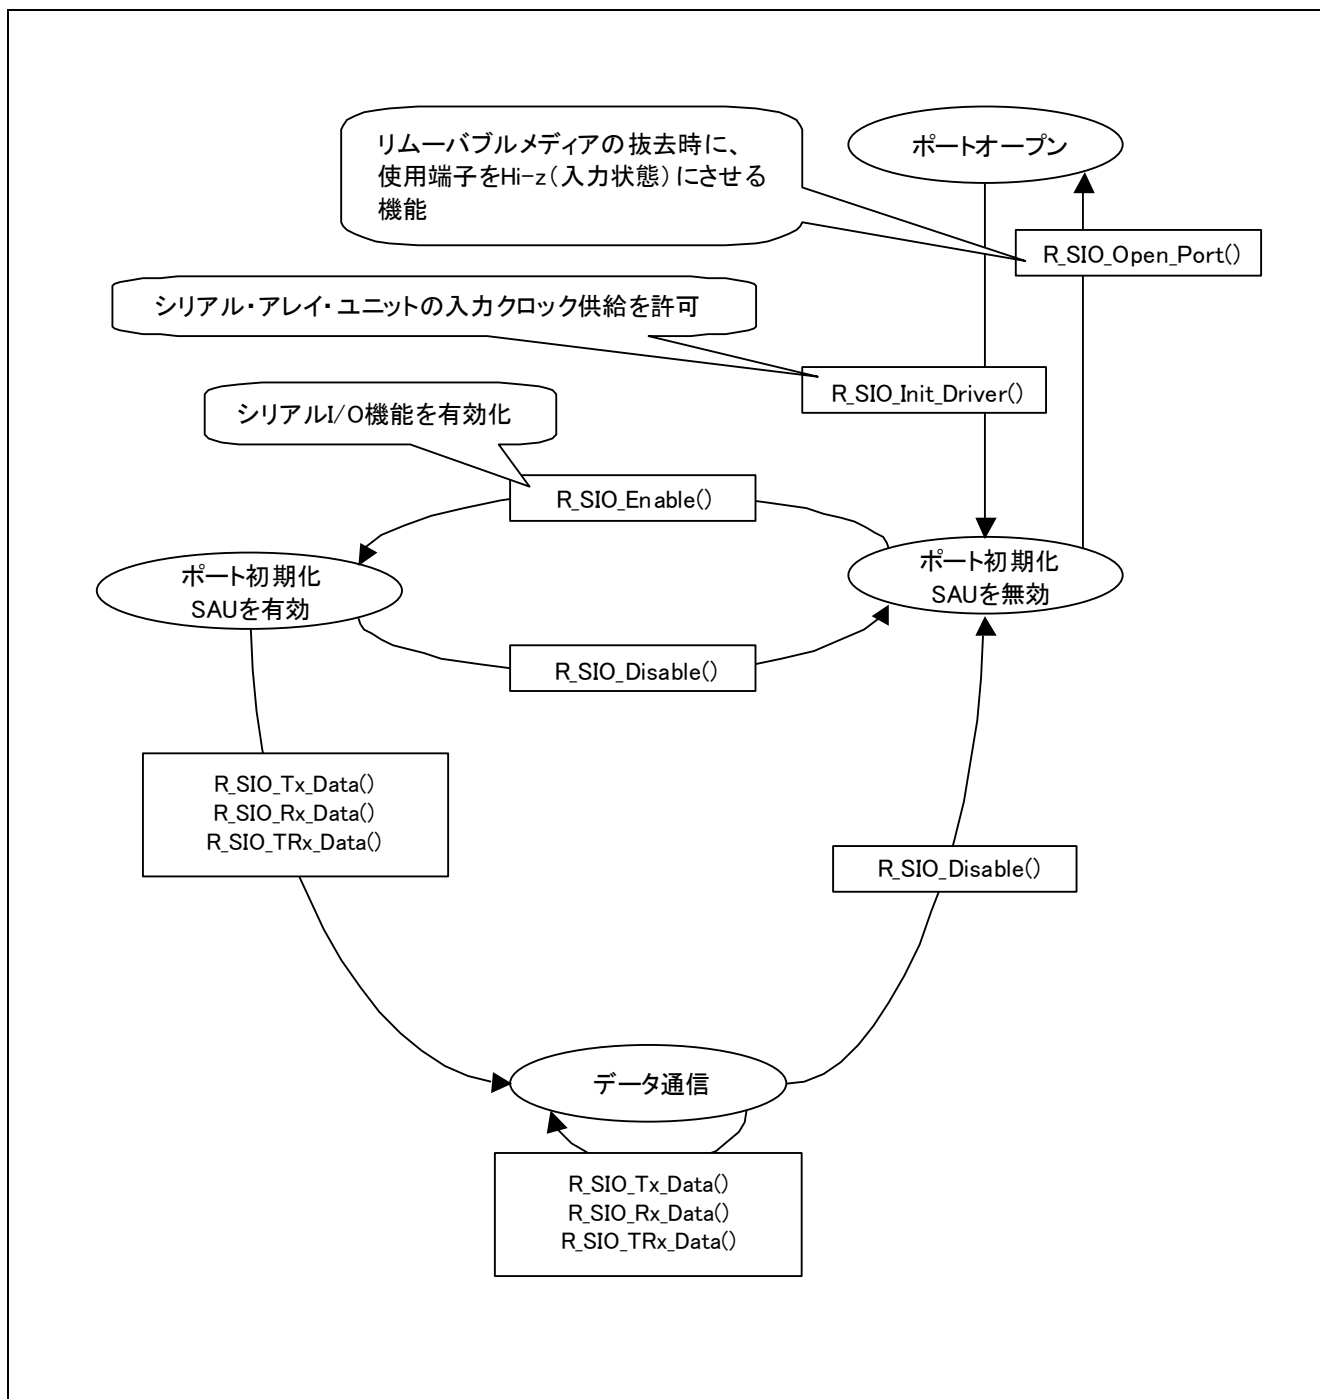 リムーバブルメディアの抜去時に、
使用端子をHi-z（入力状態）にさせる
機能
ポートオープン
R_SIO_Open_Port()
シリアル・アレイ・ユニットの入力クロック供給を許可
R_SIO_Init_Driver()
シリアルI/O機能を有効化
R_SIO_Enable()
ポート初期化
SAUを有効
ポート初期化
SAUを無効
R_SIO_Disable()
R_SIO_Tx_Data()
R_SIO_Rx_Data()
R_SIO_TRx_Data()
R_SIO_Disable()
データ通信
R_SIO_Tx_Data()
R_SIO_Rx_Data()
R_SIO_TRx_Data()